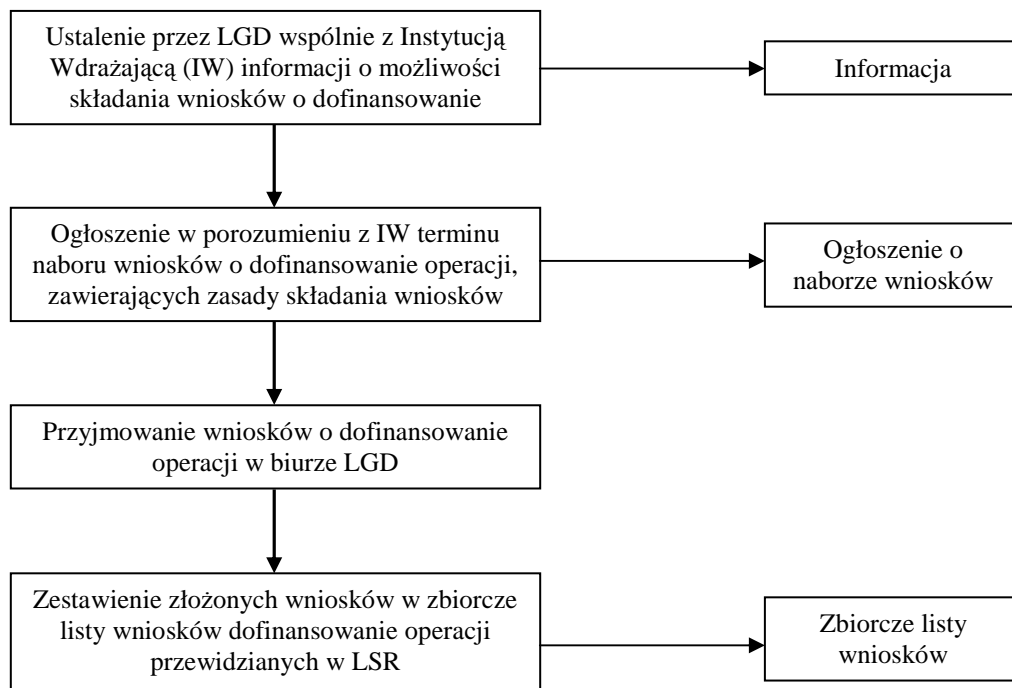 Ustalenie przez LGD wspólnie z Instytucją
Wdrażającą (IW) informacji o możliwości
składania wniosków o dofinansowanie
Informacja
Ogłoszenie w porozumieniu z IW terminu
naboru wniosków o dofinansowanie operacji,
zawierających zasady składania wniosków
Ogłoszenie o
naborze wniosków
Przyjmowanie wniosków o dofinansowanie
operacji w biurze LGD
Zestawienie złożonych wniosków w zbiorcze
listy wniosków dofinansowanie operacji
przewidzianych w LSR
Zbiorcze listy
wniosków